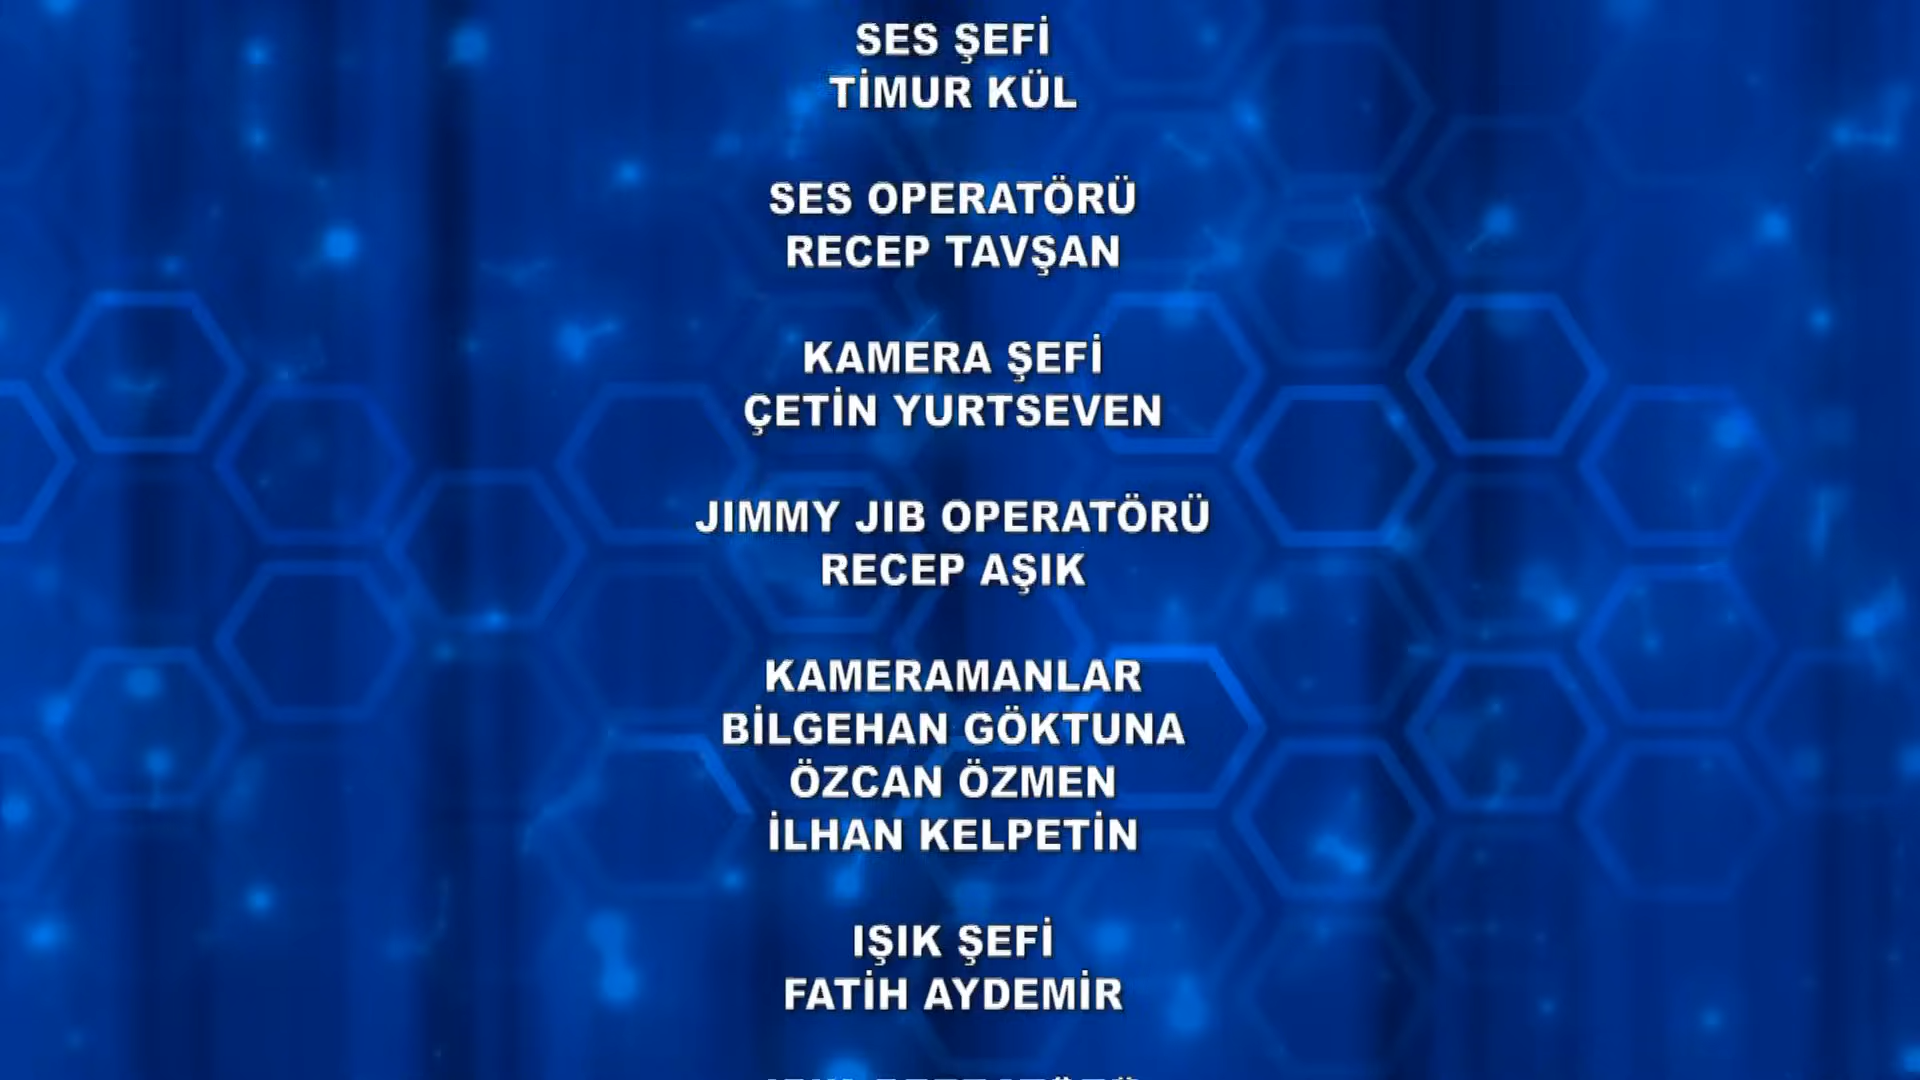 SES ŞEFİ
TİMUR KÜL
SES OPERATÖRÜ
RECEP TAVŞAN
KAMERA ŞEFİ
ÇETİN YURTSEVEN
JIMMY JIB OPERATÖRÜ
RECEP AŞIK
KAMERAMANLAR
BİLGEHAN GÖKTUNA
ÖZCAN ÖZMEN
İLHAN KELPETİN
IŞIK ŞEFİ
FATİH AYDEMİR